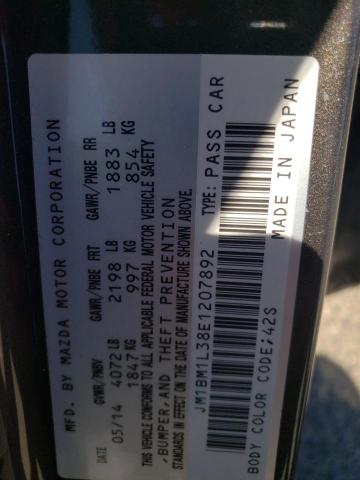 MFD. BY MAZDA MOTOR CORPORATION
GVWR/PNBV GAWR/PNBE FRT GAWR/PNBE RR
DATE 05/14 4072 LB 2198 LB 1883 LB
1847 KG 997 KG 854 KG
THIS VEHICLE CONFORMS TO ALL APPLICABLE FEDERAL MOTOR VEHICLE SAFETY
, BUMPER, AND THEFT PREVENTION
STANDARDS IN EFFECT ON THE DATE OF MANUFACTURE SHOWN ABOVE.
JM1BM1L38E1207892 TYPE: PASS CAR
BODY COLOR CODE;42S MADE IN JAPAN